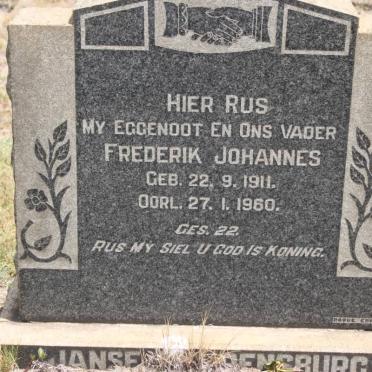 HIER RUS
MY EGGENOOT EN ONS VADER
FREDERIK JOHANNES
GEB. 22. 9. 1911.
OORL. 27. 1. 1960.
GES. 22.
RUS MY SIEL U GOD IS KONING.